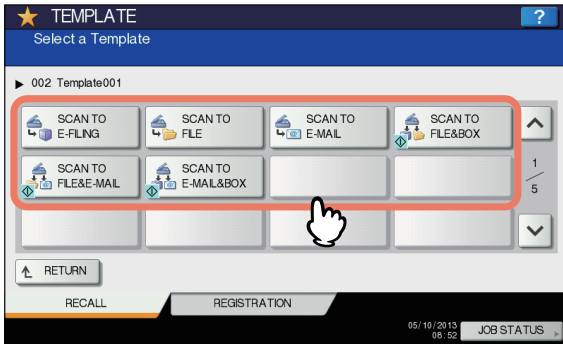 TEMPLATE
?
Select a Template
002 Template001
SCAN TO
E-FILING
SCAN TO
FILE
SCAN TO
E-MAIL
SCAN TO
FILE&BOX
SCAN TO
FILE&E-MAIL
SCAN TO
E-MAIL&BOX
1
5
RETURN
RECALL
REGISTRATION
05/10/2013
08:52
JOB STATUS